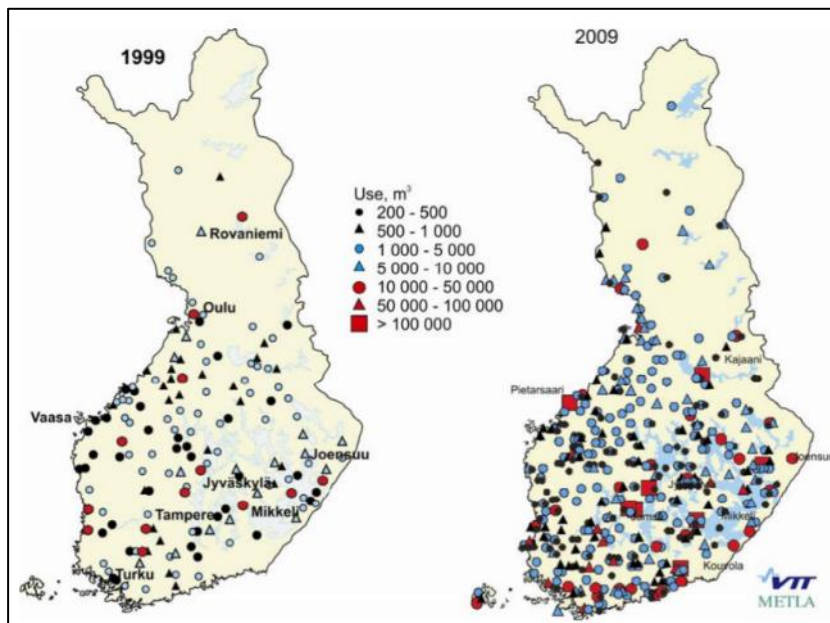 1999
2009
Use, m³
200 - 500
500 - 1 000
1 000 - 5 000
5 000 - 10 000
10 000 - 50 000
50 000 - 100 000
> 100 000
Rovaniemi
Oulu
Vaasa
Joensuu
Jyväskylä
Tampere
Mikkeli
Turku
Kajaani
Pietarsaari
Joensuu
Mikkeli
Kouvola
VTT
METLA